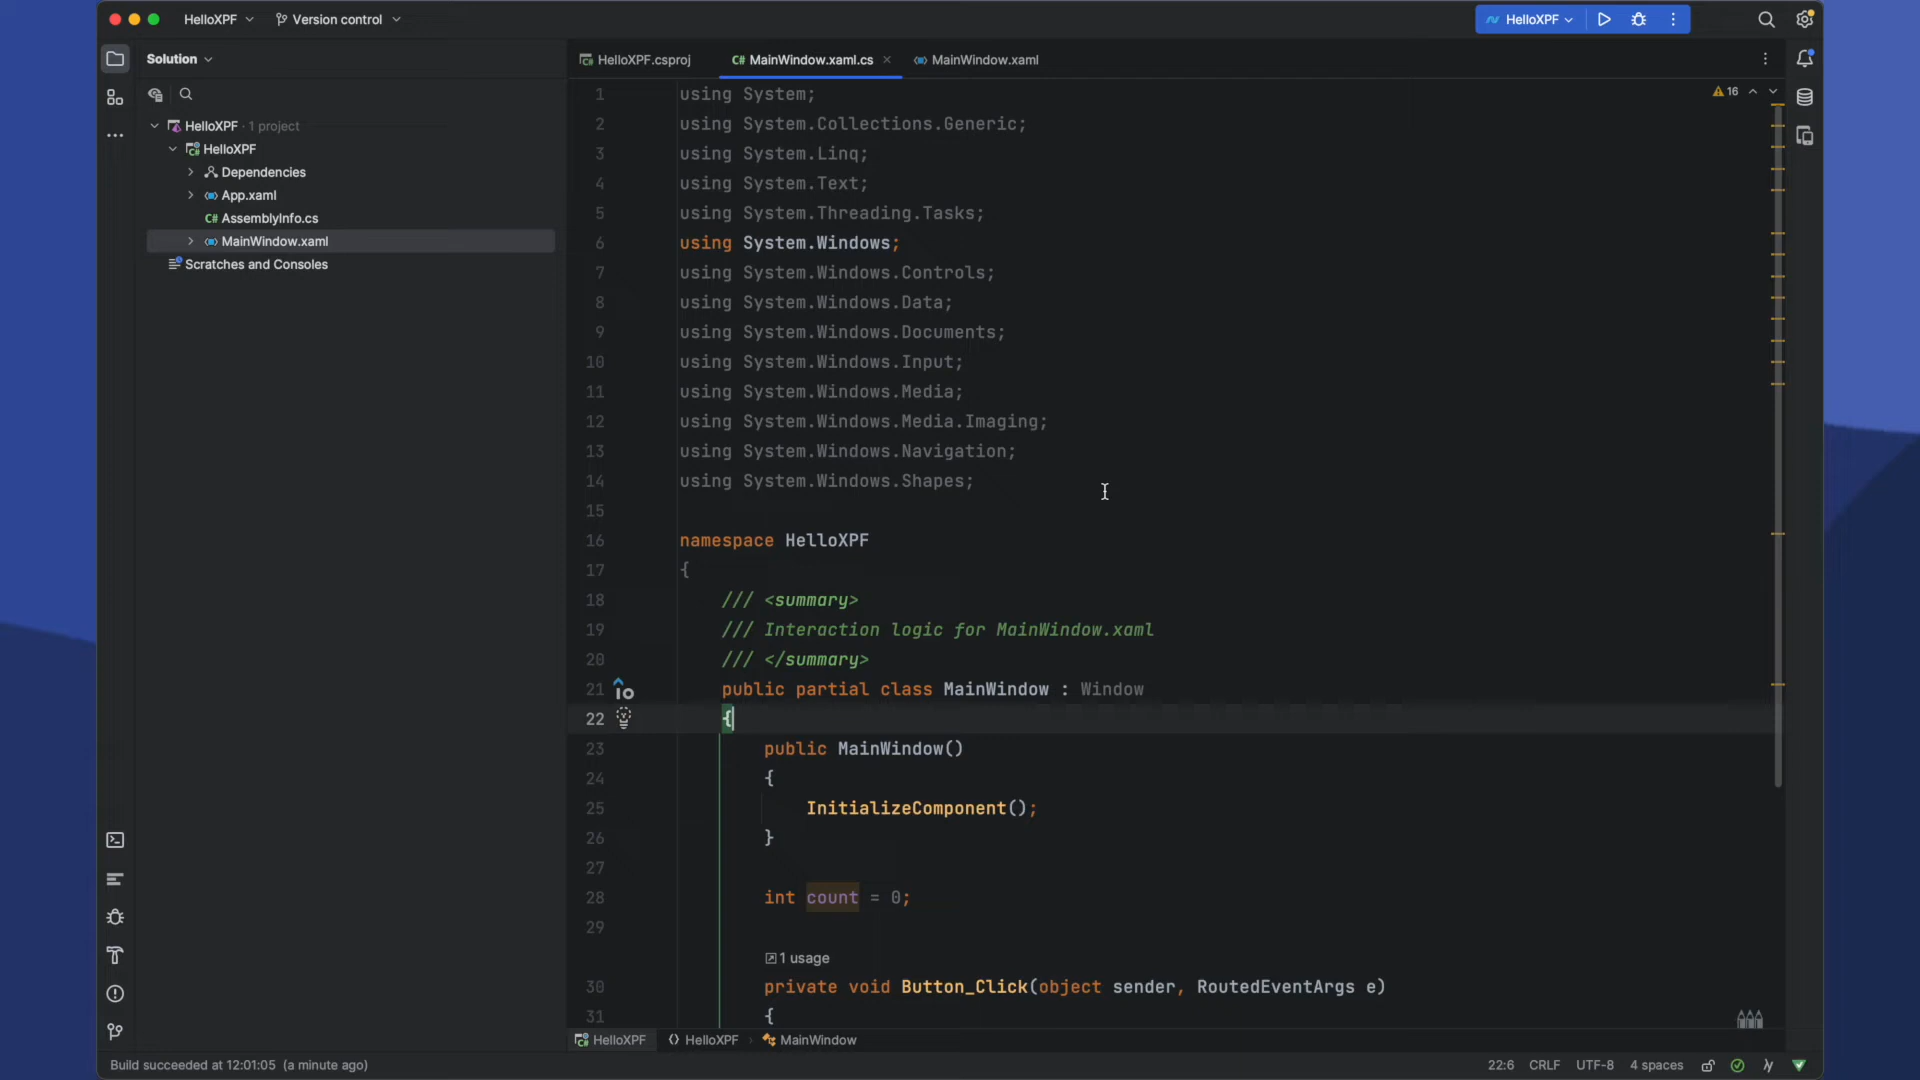 HelloXPF
Version control
HelloXPF
Solution
HelloXPF.csproj
C# MainWindow.xaml.cs
MainWindow.xaml
16
HelloXPF · 1 project
HelloXPF
Dependencies
App.xaml
C# AssemblyInfo.cs
MainWindow.xaml
Scratches and Consoles
1 using System;
2 using System.Collections.Generic;
3 using System.Linq;
4 using System.Text;
5 using System.Threading.Tasks;
6 using System.Windows;
7 using System.Windows.Controls;
8 using System.Windows.Data;
9 using System.Windows.Documents;
10 using System.Windows.Input;
11 using System.Windows.Media;
12 using System.Windows.Media.Imaging;
13 using System.Windows.Navigation;
14 using System.Windows.Shapes;
15
16 namespace HelloXPF
17 {
18 /// <summary>
19 /// Interaction logic for MainWindow.xaml
20 /// </summary>
21 public partial class MainWindow : Window
22 {
23 public MainWindow()
24 {
25 InitializeComponent();
26 }
27
28 int count = 0;
29
1 usage
30 private void Button_Click(object sender, RoutedEventArgs e)
31 {
HelloXPF
HelloXPF
MainWindow
Build succeeded at 12:01:05 (a minute ago)
22:6
CRLF
UTF-8
4 spaces